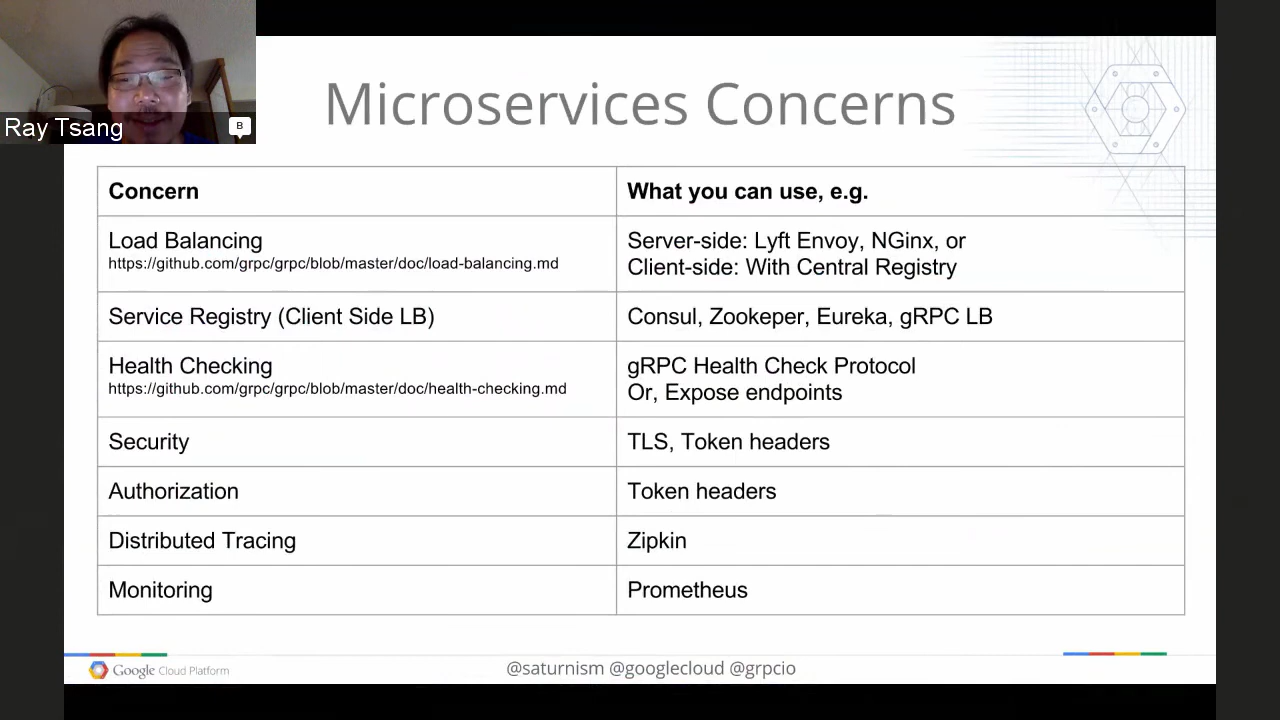 Ray Tsang
B
Microservices Concerns
Concern
What you can use, e.g.
Load Balancing
https://github.com/grpc/grpc/blob/master/doc/load-balancing.md
Server-side: Lyft Envoy, NGinx, or
Client-side: With Central Registry
Service Registry (Client Side LB)
Consul, Zookeper, Eureka, gRPC LB
Health Checking
https://github.com/grpc/grpc/blob/master/doc/health-checking.md
gRPC Health Check Protocol
Or, Expose endpoints
Security
TLS, Token headers
Authorization
Token headers
Distributed Tracing
Zipkin
Monitoring
Prometheus
Google Cloud Platform
@saturnism @googlecloud @grpcio